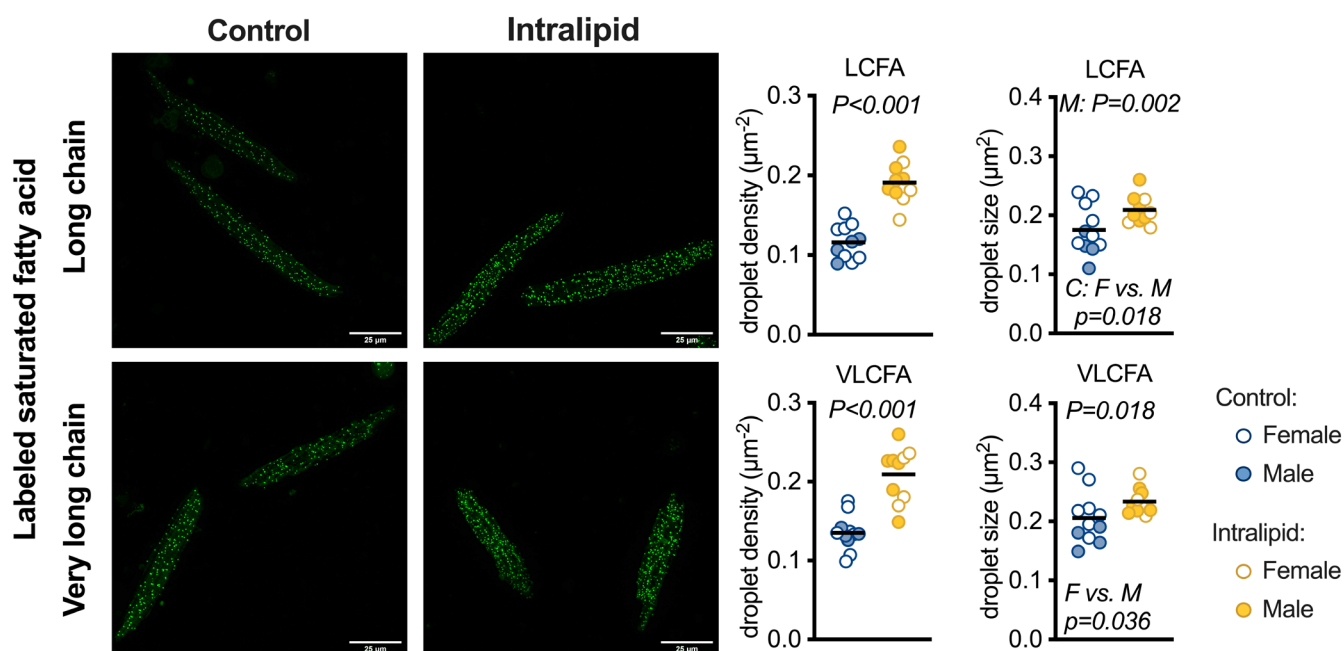 Control
Intralipid
Labeled saturated fatty acid
Long chain
Very long chain
25 µm
25 µm
25 µm
25 µm
LCFA
P<0.001
droplet density (µm-2)
0.3
0.2
0.1
0.0
LCFA
M: P=0.002
droplet size (µm2)
0.4
0.3
0.2
0.1
0.0
C: F vs. M
p=0.018
VLCFA
P<0.001
droplet density (µm-2)
0.3
0.2
0.1
0.0
VLCFA
P=0.018
droplet size (µm2)
0.4
0.3
0.2
0.1
0.0
F vs. M
p=0.036
Control:
Female
Male
Intralipid:
Female
Male